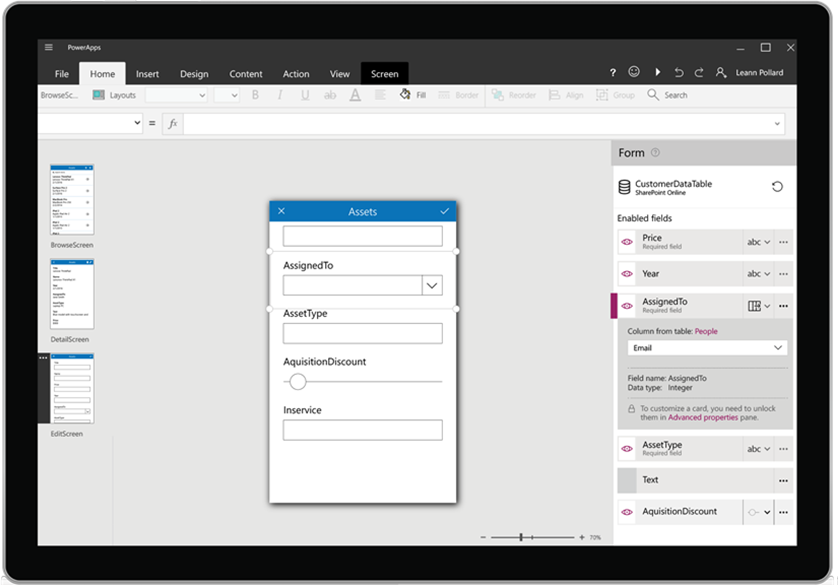 PowerApps
File Home Insert Design Content Action View Screen ? Leann Pollard
BrowseSc... Layouts B I U ab A Fill Border Reorder Align Group Search
= fx
Form ?
CustomerDataTable
SharePoint Online
Enabled fields
Price
Required field
abc ...
Year abc ...
AssignedTo
Required field
...
Column from table: People
Email
Field name: AssignedTo
Data type: Integer
To customize a card, you need to unlock
them in Advanced properties pane.
AssetType
Required field
abc ...
Text ...
AquisitionDiscount ...
BrowseScreen
DetailScreen
EditScreen
Assets
AssignedTo
AssetType
AquisitionDiscount
Inservice
70%